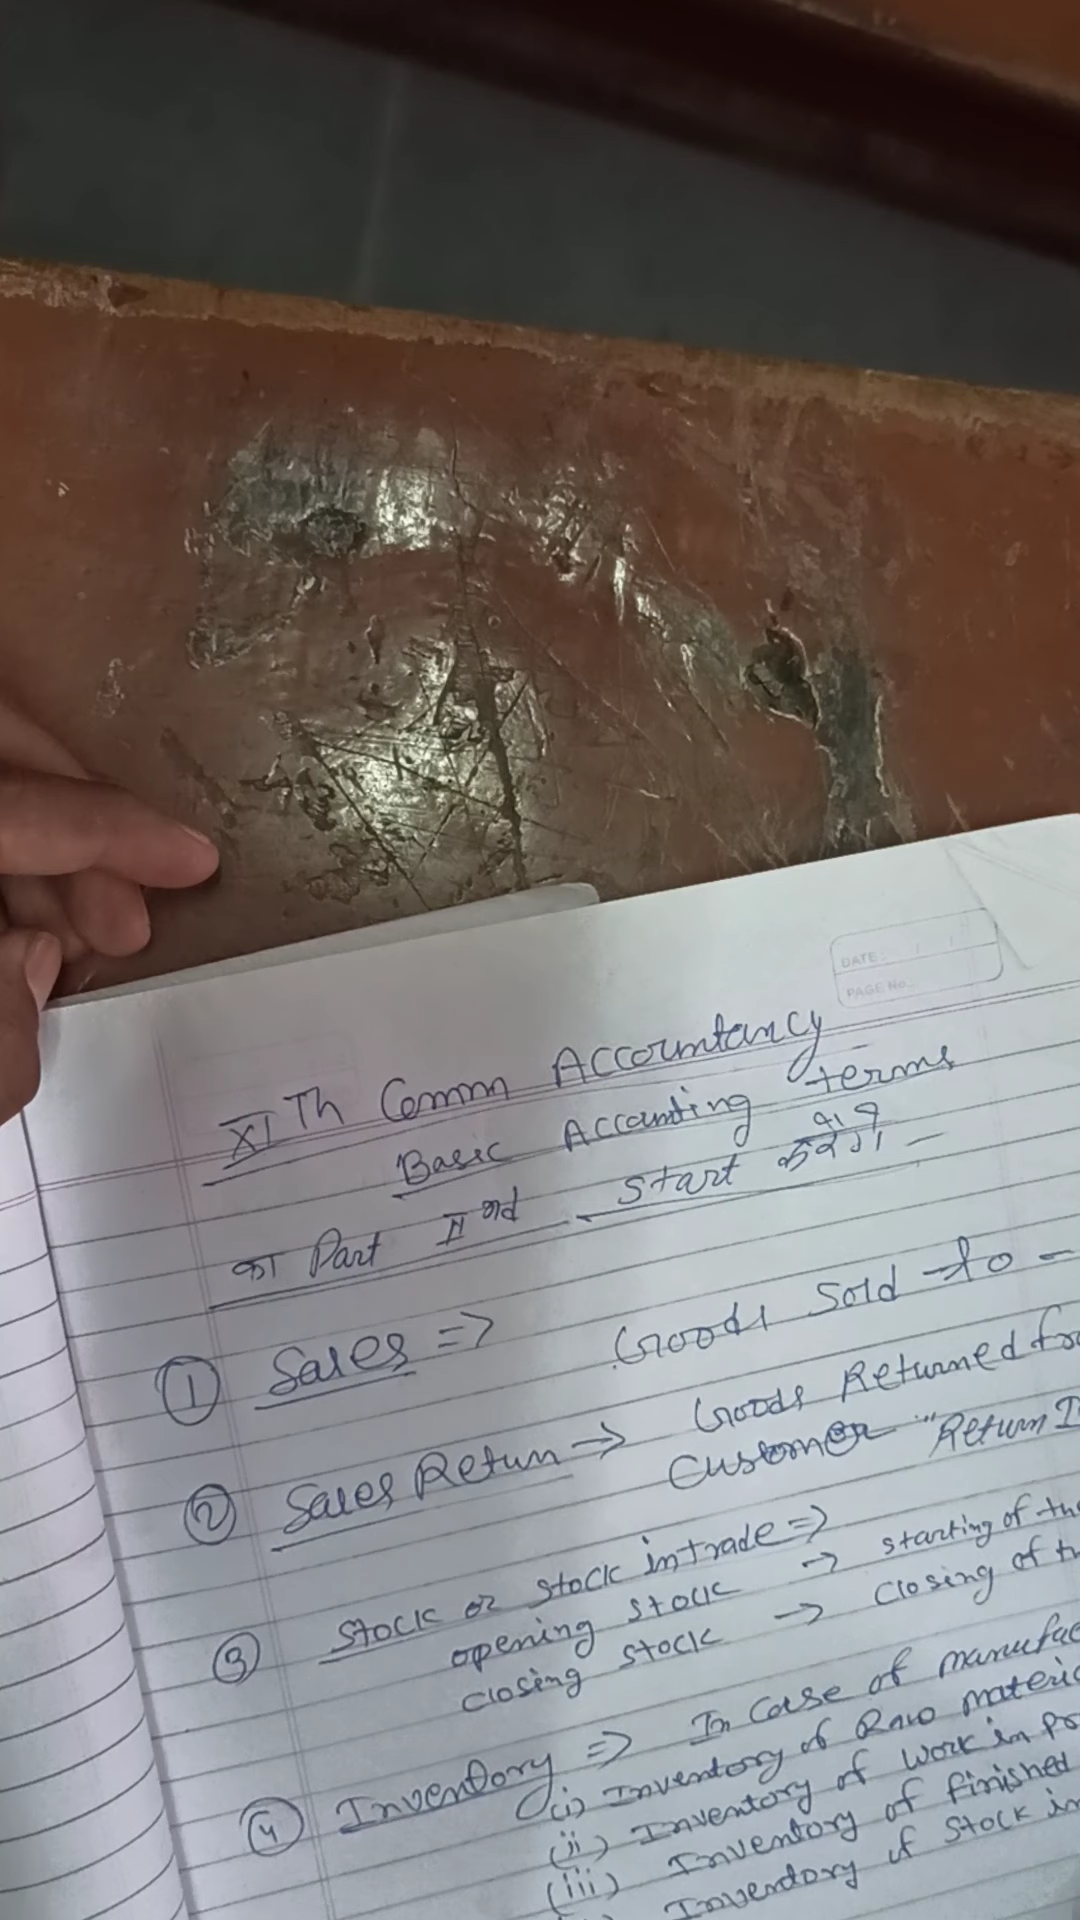 DATE: / /
PAGE No.:
XI Th Comm Accountancy
Basic Accounting terms
का Part II nd start करेगा
① Sales => Goods Sold to -
② Sales Return => Goods Returned
Customer "Return
③ Stock or stock in trade =>
opening stock -> starting of the
closing stock -> closing of
④ Inventory => In Case of
(i) Inventory of Raw
(ii) Inventory of work in
(iii) Inventory of finished
Inventory of stock in